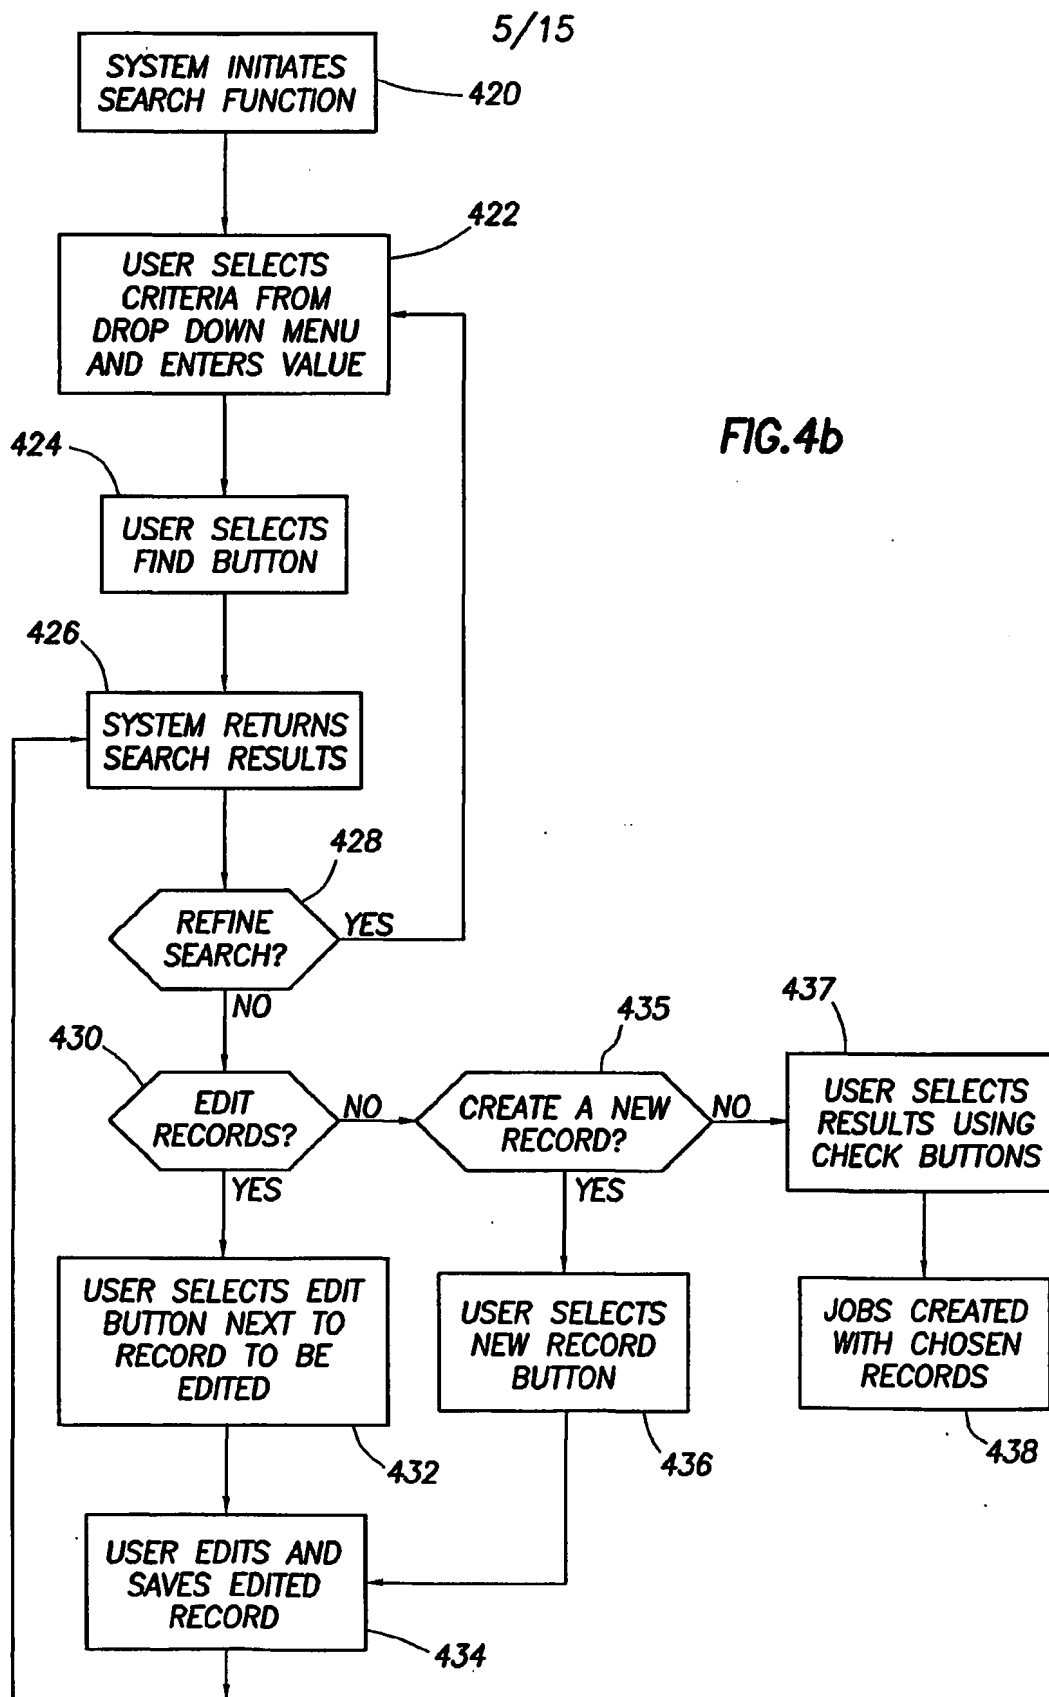 5/15
SYSTEM INITIATES
SEARCH FUNCTION
420
422
USER SELECTS
CRITERIA FROM
DROP DOWN MENU
AND ENTERS VALUE
FIG.4b
424
USER SELECTS
FIND BUTTON
426
SYSTEM RETURNS
SEARCH RESULTS
428
REFINE
SEARCH?
YES
NO
430
EDIT
RECORDS?
NO
YES
435
CREATE A NEW
RECORD?
NO
YES
437
USER SELECTS
RESULTS USING
CHECK BUTTONS
USER SELECTS EDIT
BUTTON NEXT TO
RECORD TO BE
EDITED
432
USER SELECTS
NEW RECORD
BUTTON
436
JOBS CREATED
WITH CHOSEN
RECORDS
438
USER EDITS AND
SAVES EDITED
RECORD
434